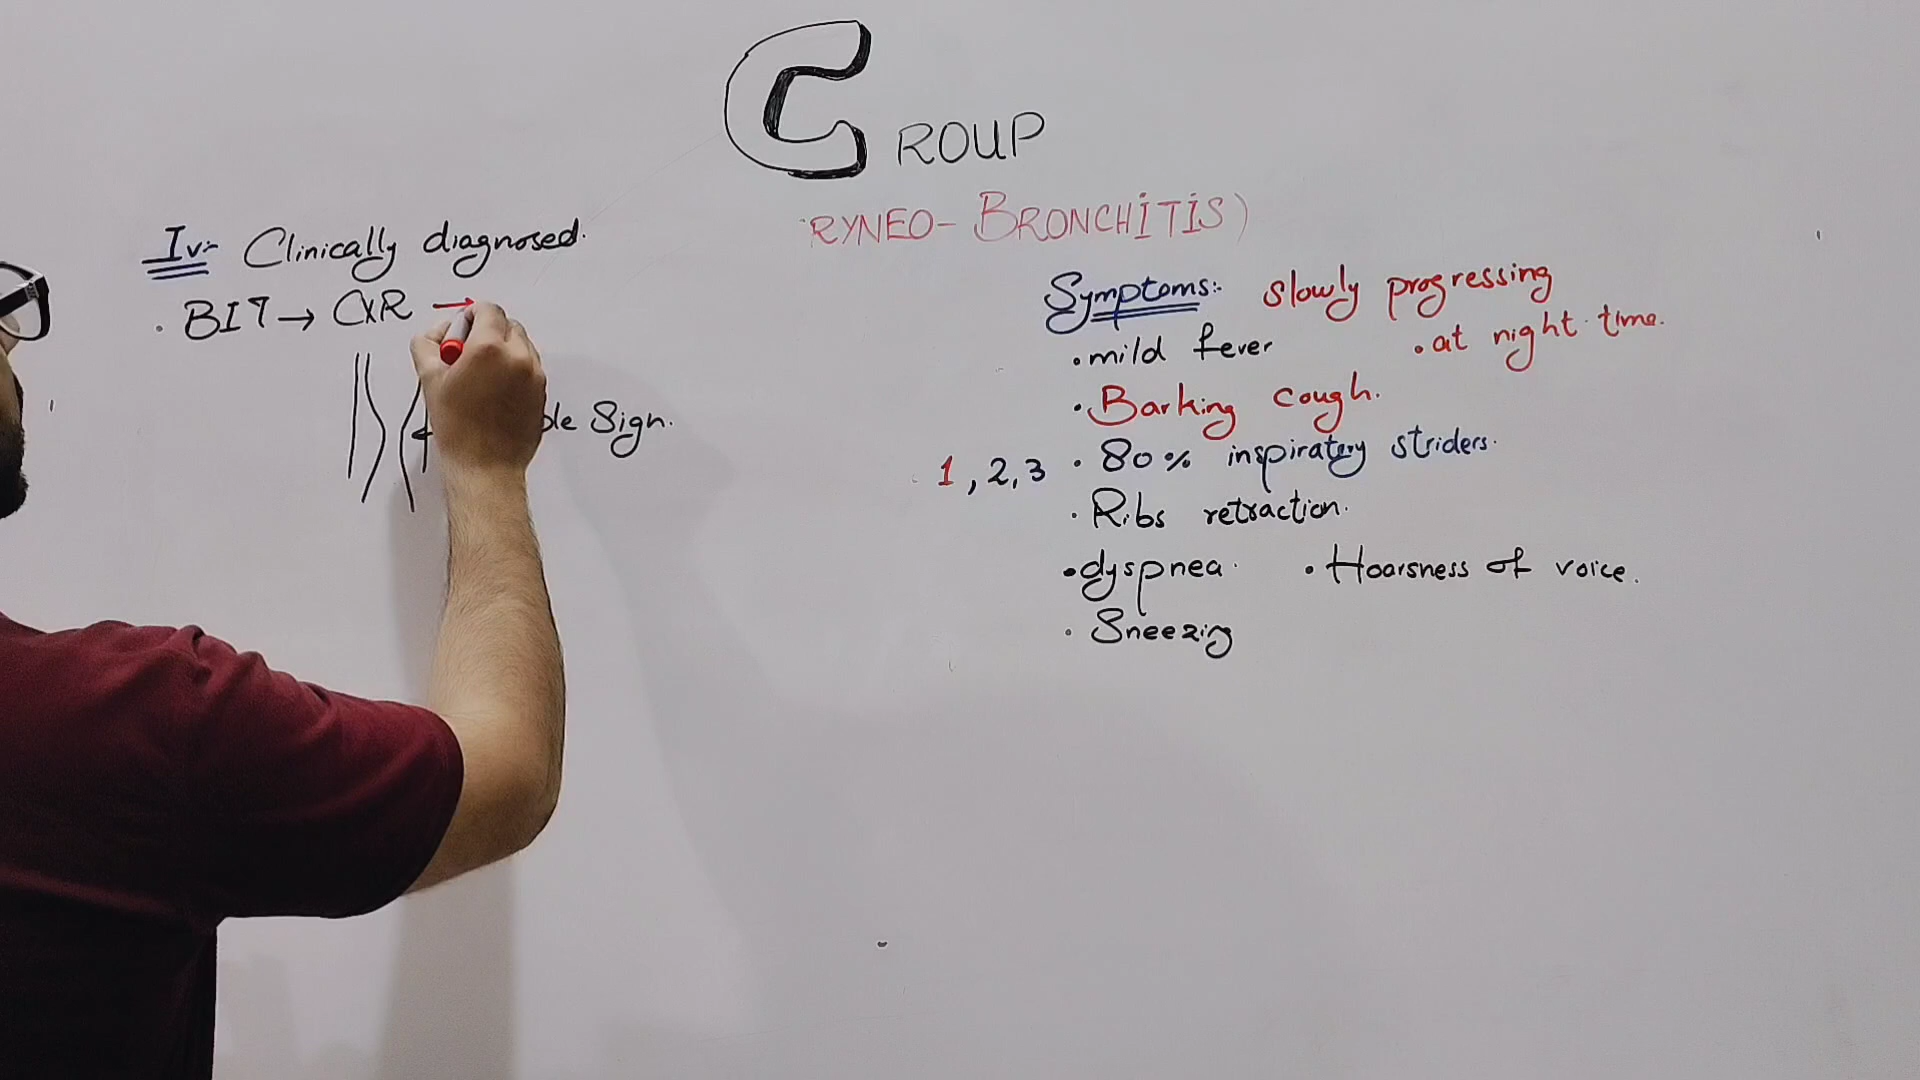 CROUP
RYNEO- BRONCHITIS)
Iv:- Clinically diagnosed.
. BIT → CXR →
ple Sign.
Symptoms:- slowly progressing
• mild fever • at night time.
• Barking cough.
1, 2, 3 • 80% inspiratory striders.
• Ribs retraction.
• dyspnea. • Hoarsness of voice.
• Sneezing